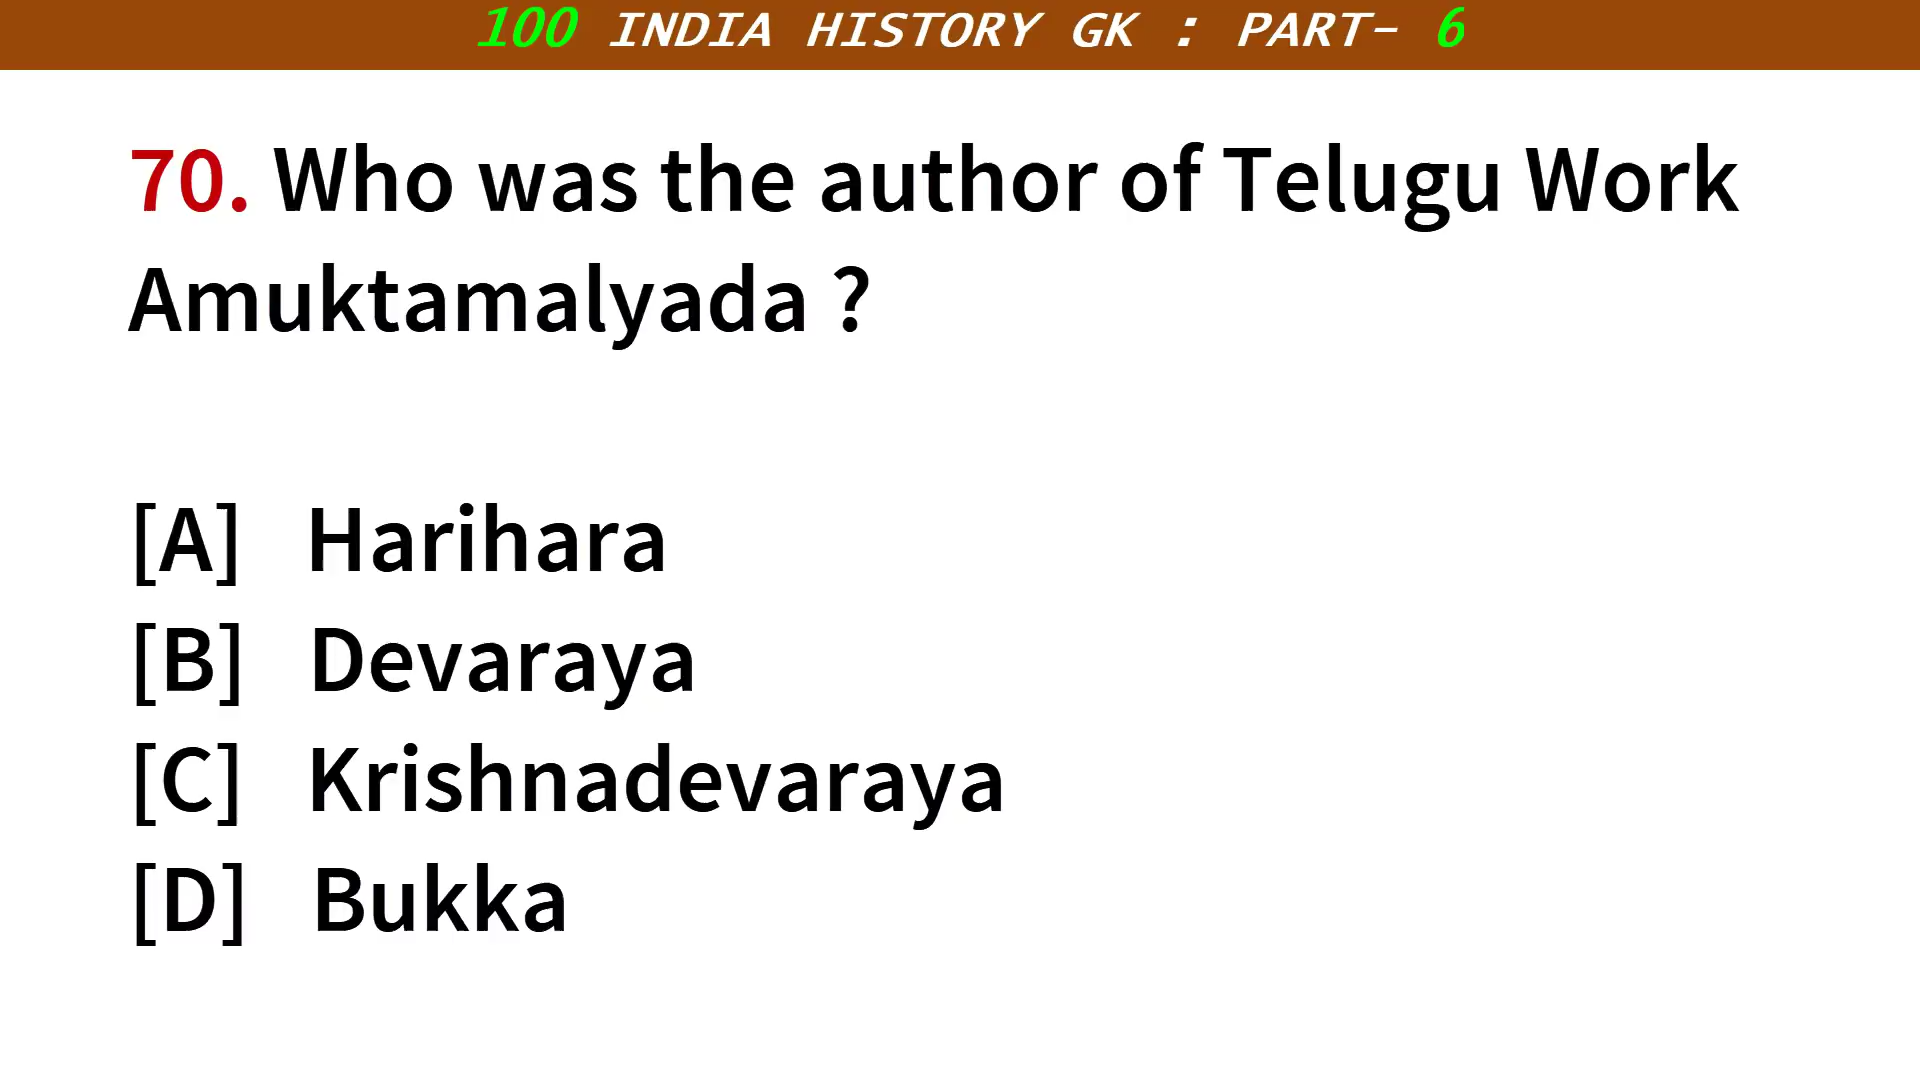 100 INDIA HISTORY GK : PART- 6
70. Who was the author of Telugu Work
Amuktamalyada ?
[A] Harihara
[B] Devaraya
[C] Krishnadevaraya
[D] Bukka